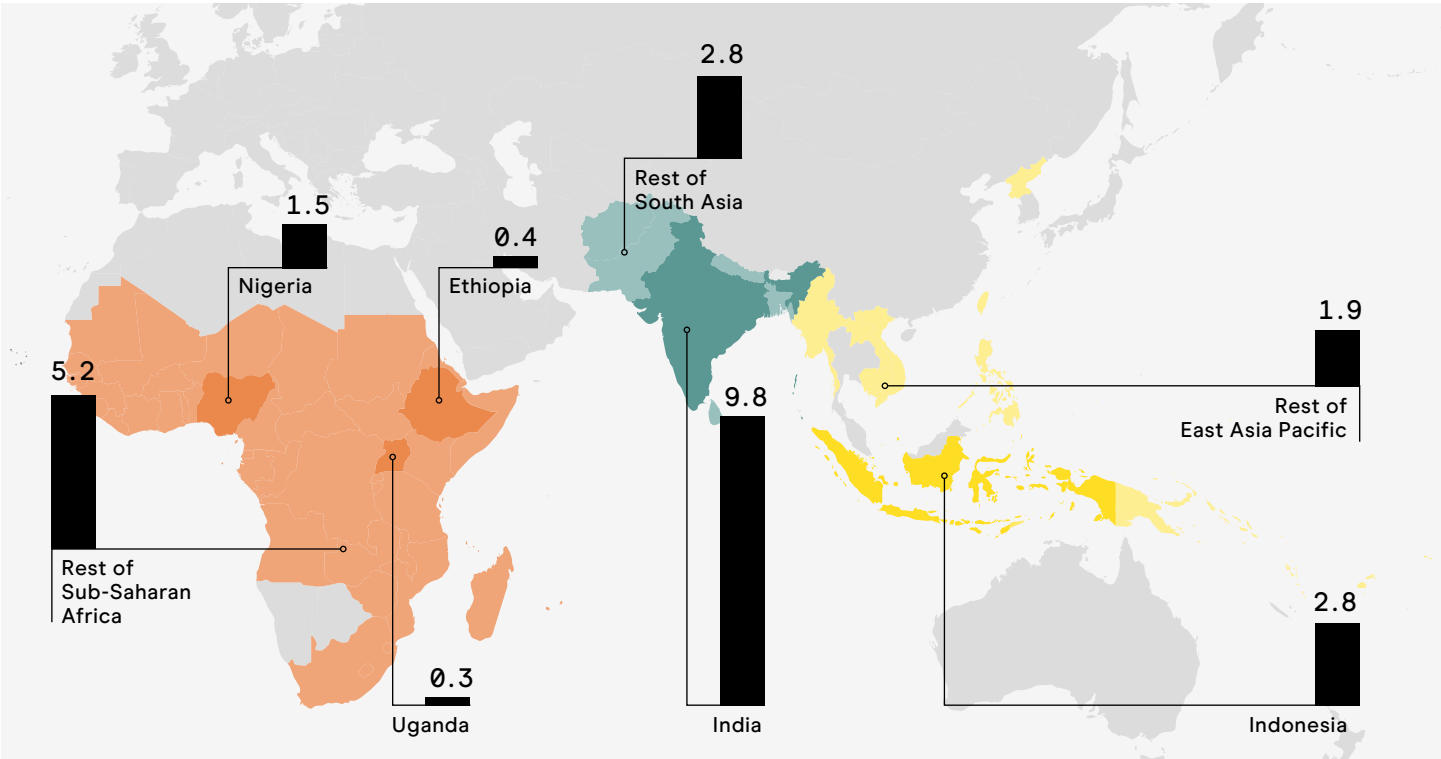 2.8
Rest of
South Asia
1.5
Nigeria
0.4
Ethiopia
5.2
Rest of
Sub-Saharan
Africa
0.3
Uganda
9.8
India
1.9
Rest of
East Asia Pacific
2.8
Indonesia